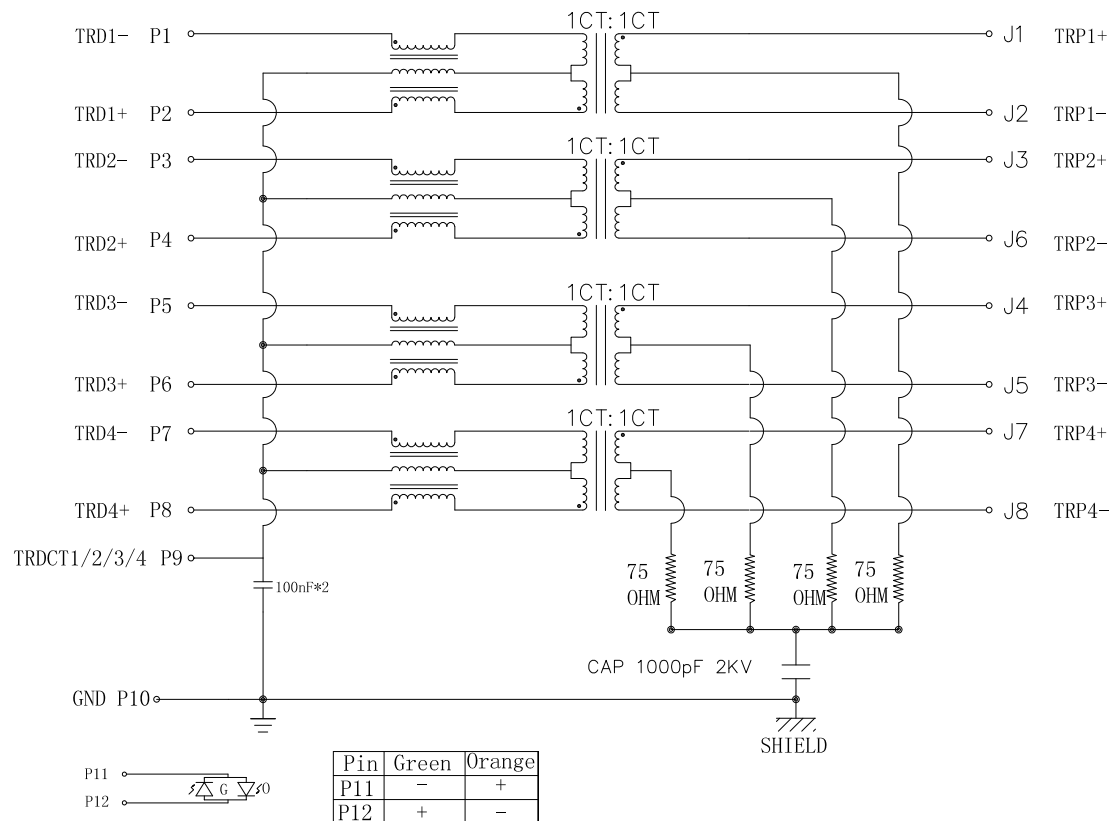 1CT: 1CT
TRD1- P1
J1 TRP1+
TRD1+ P2
J2 TRP1-
1CT: 1CT
TRD2- P3
J3 TRP2+
TRD2+ P4
J6 TRP2-
1CT: 1CT
TRD3- P5
J4 TRP3+
TRD3+ P6
J5 TRP3-
1CT: 1CT
TRD4- P7
J7 TRP4+
TRD4+ P8
J8 TRP4-
TRDCT1/2/3/4 P9
100nF*2
75 OHM
75 OHM
75 OHM
75 OHM
CAP 1000pF 2KV
GND P10
SHIELD
P11
G O
P12
Pin Green Orange
P11 - +
P12 + -